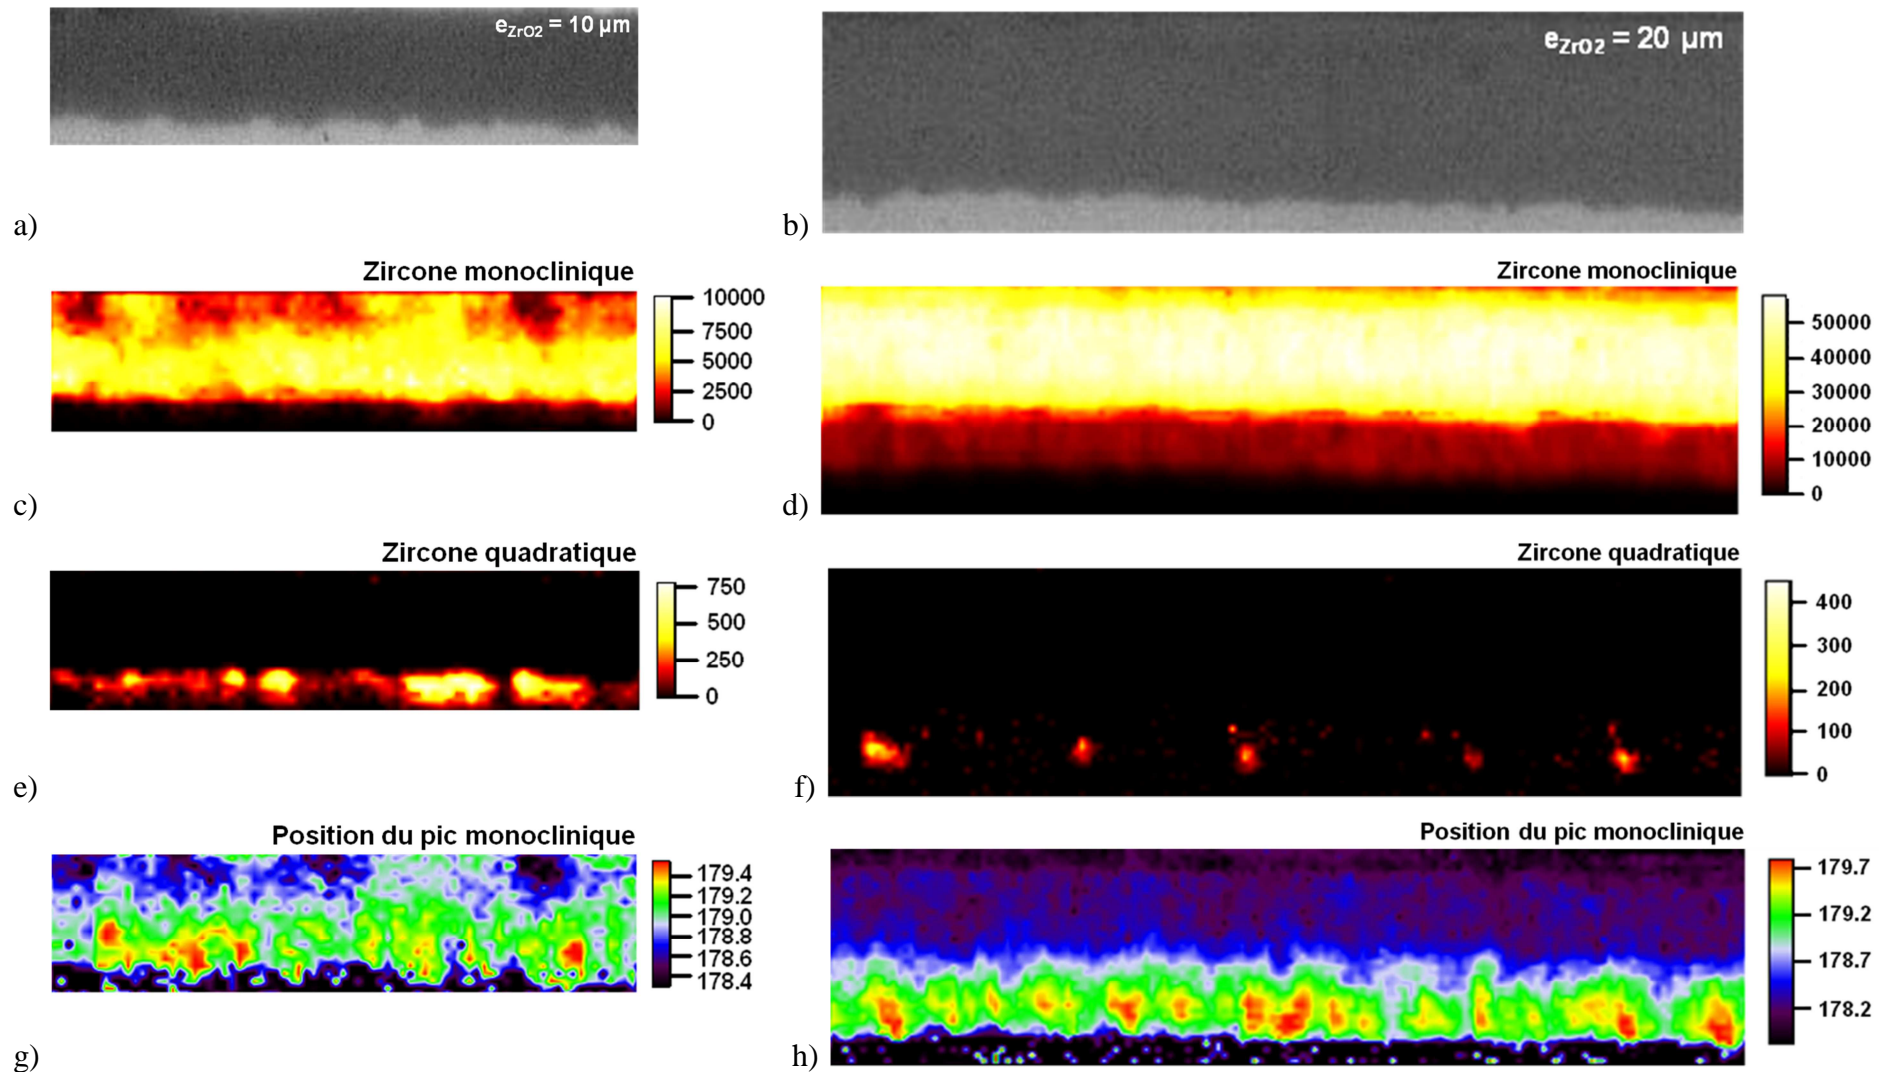 eZrO2 = 10 µm
eZrO2 = 20 µm
a)
b)
Zircone monoclinique
10000
7500
5000
2500
0
Zircone monoclinique
50000
40000
30000
20000
10000
0
c)
d)
Zircone quadratique
750
500
250
0
Zircone quadratique
400
300
200
100
0
e)
f)
Position du pic monoclinique
179.4
179.2
179.0
178.8
178.6
178.4
Position du pic monoclinique
179.7
179.2
178.7
178.2
g)
h)